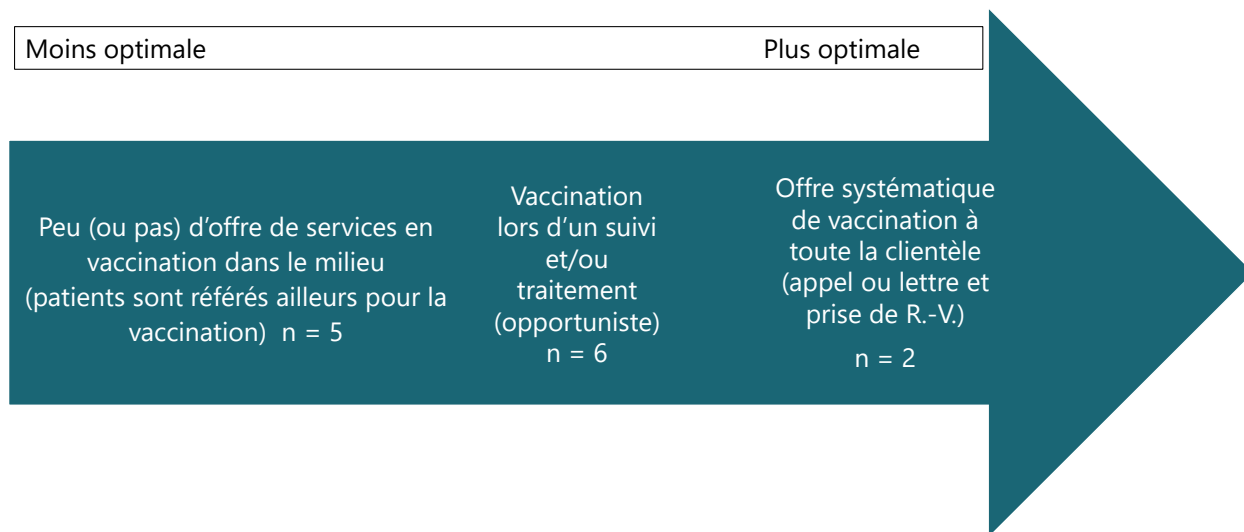 Moins optimale
Plus optimale
Peu (ou pas) d’offre de services en
vaccination dans le milieu
(patients sont référés ailleurs pour la
vaccination) n = 5
Vaccination
lors d’un suivi
et/ou
traitement
(opportuniste)
n = 6
Offre systématique
de vaccination à
toute la clientèle
(appel ou lettre et
prise de R.-V.)
n = 2